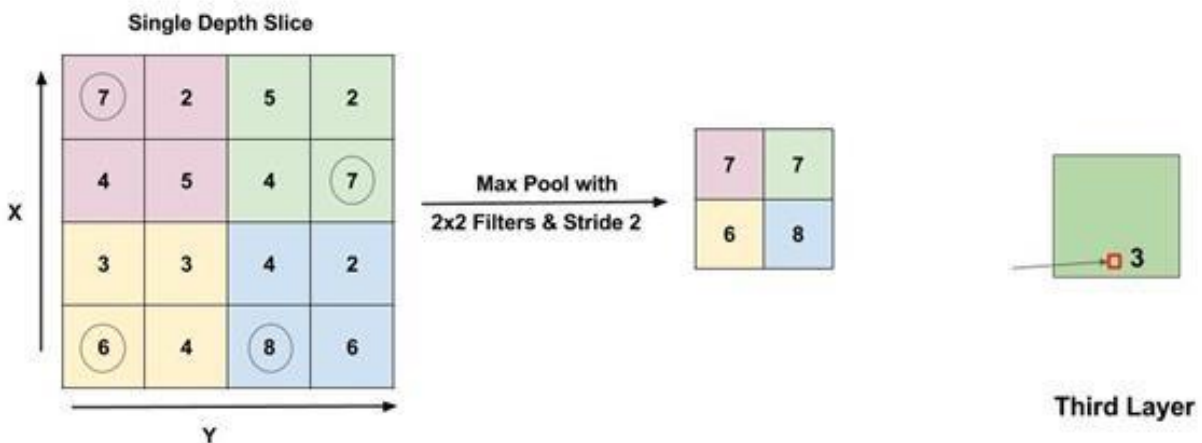 Single Depth Slice
7 2 5 2
4 5 4 7
X
3 3 4 2
6 4 8 6
Y
Max Pool with
2x2 Filters & Stride 2
7 7
6 8
3
Third Layer